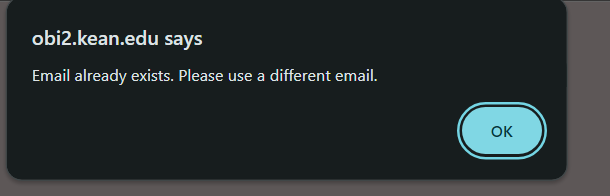 obi2.kean.edu says
Email already exists. Please use a different email.
OK